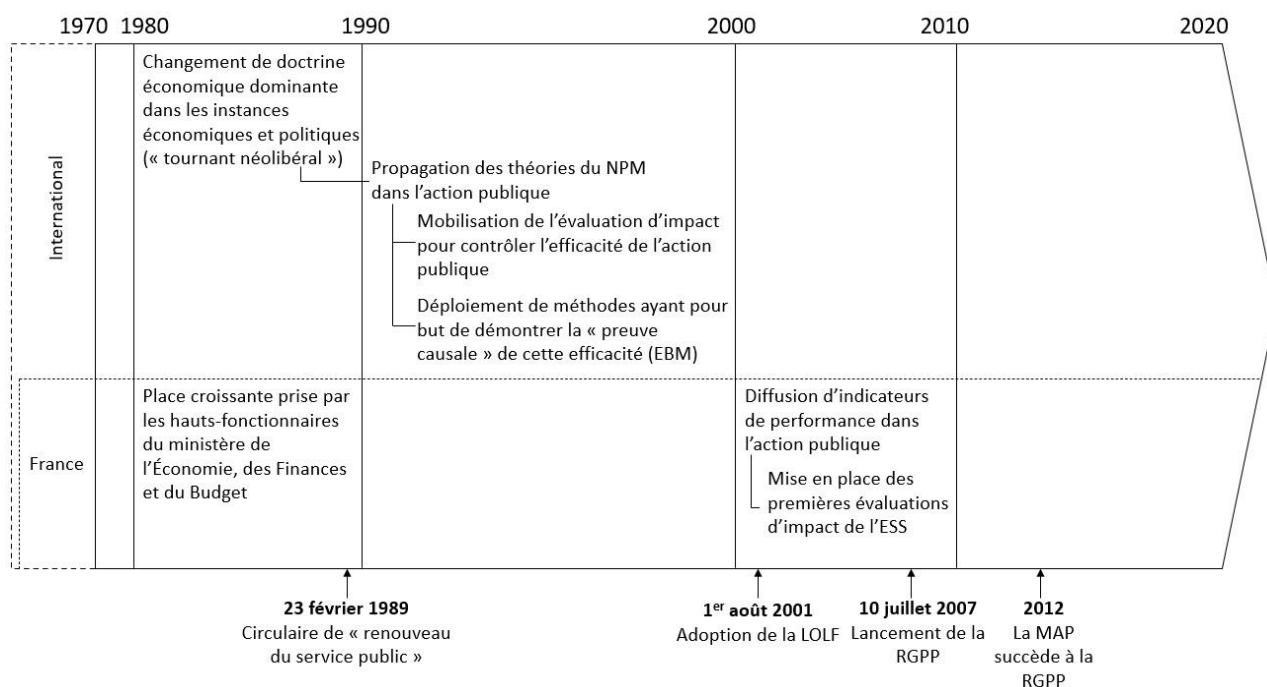 1970 1980 1990 2000 2010 2020
International
Changement de doctrine
économique dominante
dans les instances
économiques et politiques
(« tournant néolibéral »)
Propagation des théories du NPM
dans l’action publique
Mobilisation de l’évaluation d’impact
pour contrôler l’efficacité de l’action
publique
Déploiement de méthodes ayant pour
but de démontrer la « preuve
causale » de cette efficacité (EBM)
France
Place croissante prise par
les hauts-fonctionnaires
du ministère de
l’Économie, des Finances
et du Budget
Diffusion d’indicateurs
de performance dans
l’action publique
Mise en place des
premières évaluations
d’impact de l’ESS
23 février 1989
Circulaire de « renouveau
du service public »
1er août 2001
Adoption de la LOLF
10 juillet 2007
Lancement de la
RGPP
2012
La MAP
succède à la
RGPP